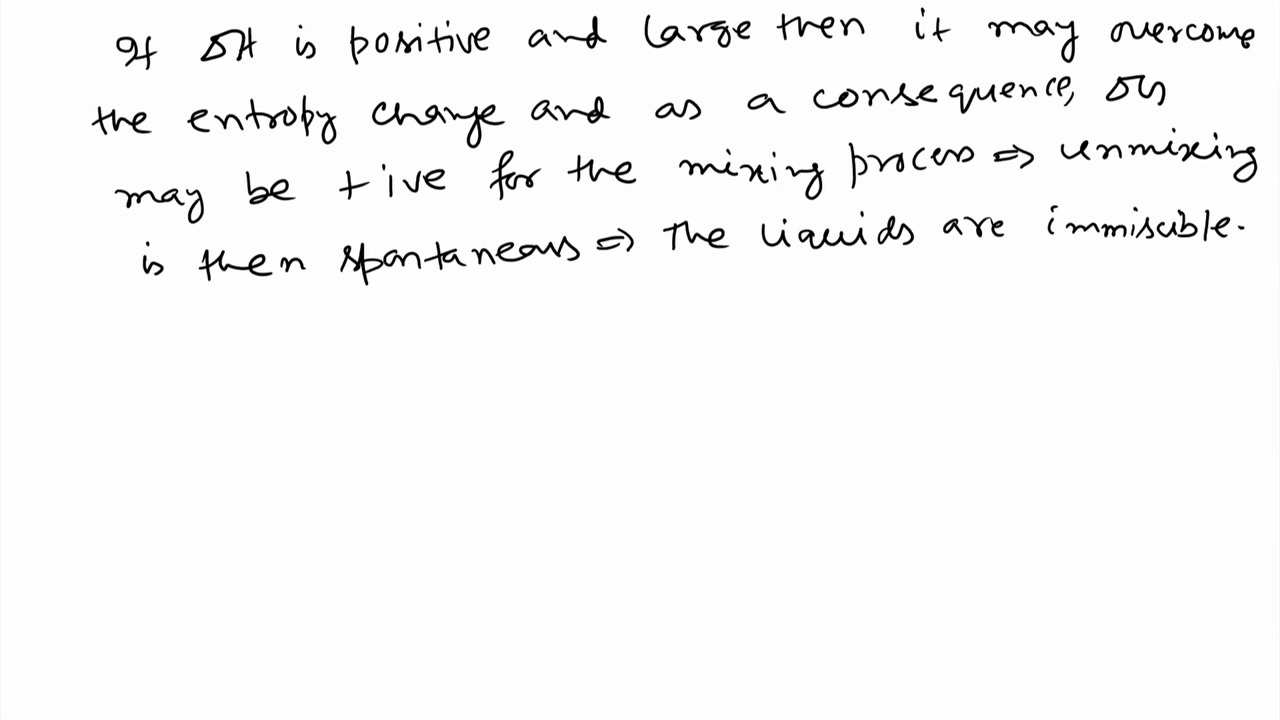 If ΔH is positive and large then it may overcome
the entropy change and as a consequence, ΔG
may be +ive for the mixing process ⇒ unmixing
is then spontaneous ⇒ The liquids are immiscible.